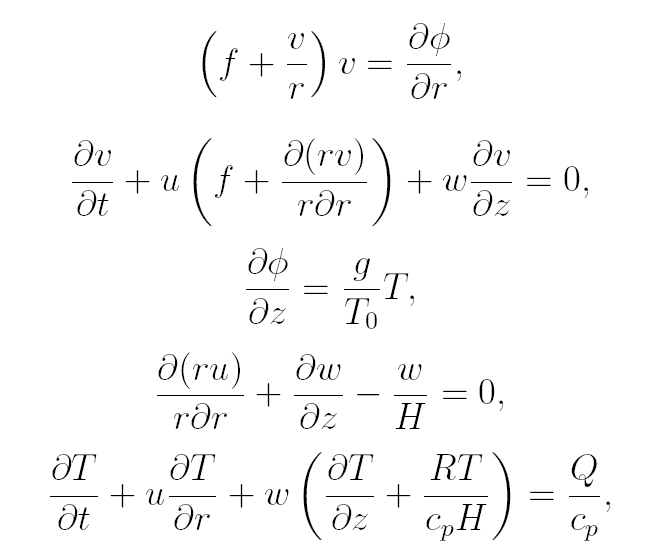 \left( f + \frac{v}{r} \right) v = \frac{\partial \phi}{\partial r},
\frac{\partial v}{\partial t} + u \left( f + \frac{\partial (rv)}{r \partial r} \right) + w \frac{\partial v}{\partial z} = 0,
\frac{\partial \phi}{\partial z} = \frac{g}{T_0} T,
\frac{\partial (ru)}{r \partial r} + \frac{\partial w}{\partial z} - \frac{w}{H} = 0,
\frac{\partial T}{\partial t} + u \frac{\partial T}{\partial r} + w \left( \frac{\partial T}{\partial z} + \frac{RT}{c_p H} \right) = \frac{Q}{c_p},